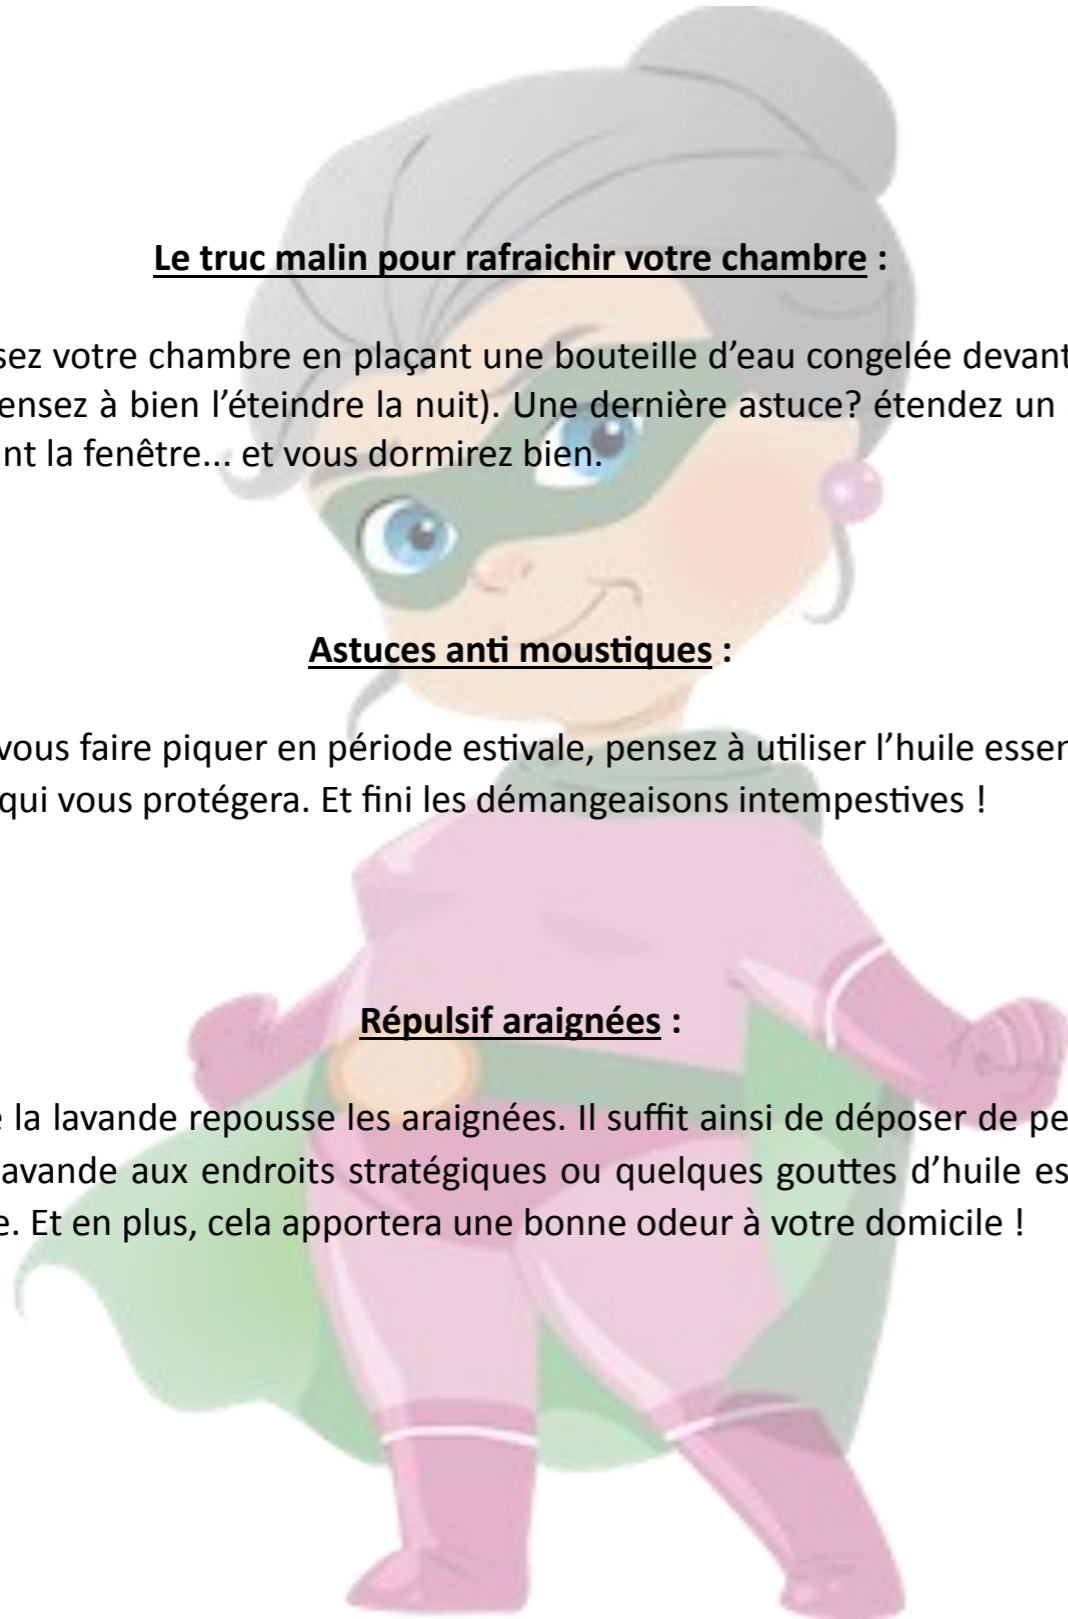 Le truc malin pour rafraichir votre chambre :
sez votre chambre en plaçant une bouteille d’eau congelée devant
ensez à bien l’éteindre la nuit). Une dernière astuce? étendez un
nt la fenêtre... et vous dormirez bien.
Astuces anti moustiques :
vous faire piquer en période estivale, pensez à utiliser l’huile essen
qui vous protégera. Et fini les démangeaisons intempestives !
Répulsif araignées :
e la lavande repousse les araignées. Il suffit ainsi de déposer de pe
avande aux endroits stratégiques ou quelques gouttes d’huile es
e. Et en plus, cela apportera une bonne odeur à votre domicile !